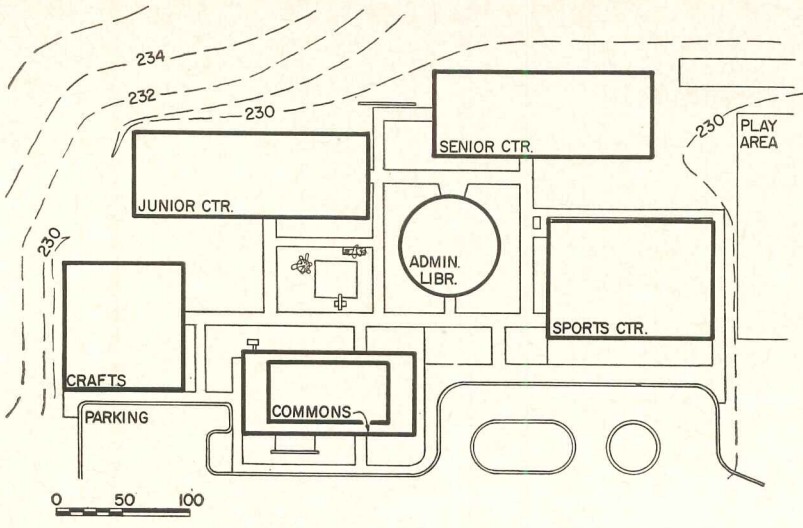 234
232
230
230
PLAY
AREA
SENIOR CTR.
JUNIOR CTR.
230
ADMIN.
LIBR.
SPORTS CTR.
CRAFTS
COMMONS
PARKING
0 50 100